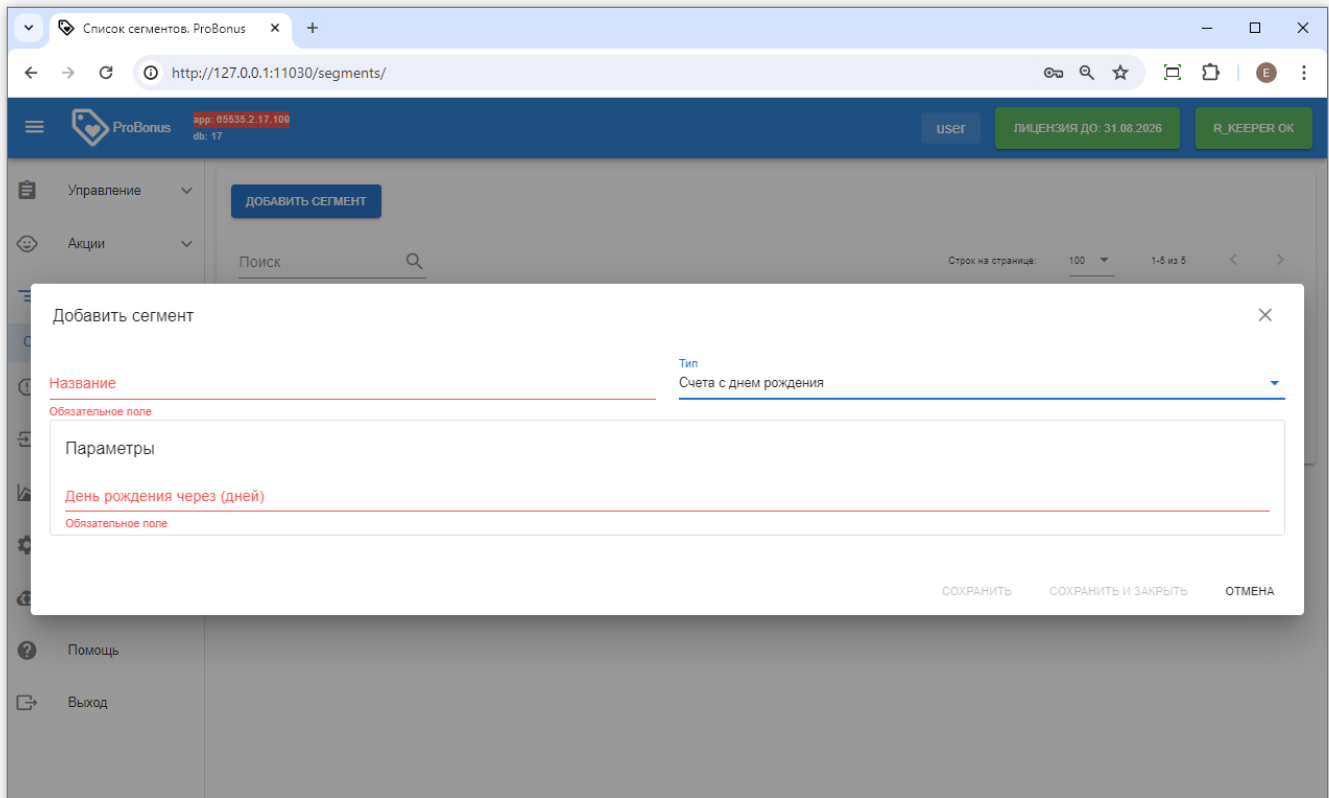 Список сегментов. ProBonus
http://127.0.0.1:11030/segments/
E
ProBonus
app: 05535.2.17.109
db: 17
user
ЛИЦЕНЗИЯ ДО: 31.08.2026
R_KEEPER OK
Управление
ДОБАВИТЬ СЕГМЕНТ
Акции
Поиск
Строк на странице:
100
1-5 из 5
Добавить сегмент
Название
Обязательное поле
Тип
Счета с днем рождения
Параметры
День рождения через (дней)
Обязательное поле
СОХРАНИТЬ
СОХРАНИТЬ И ЗАКРЫТЬ
ОТМЕНА
Помощь
Выход